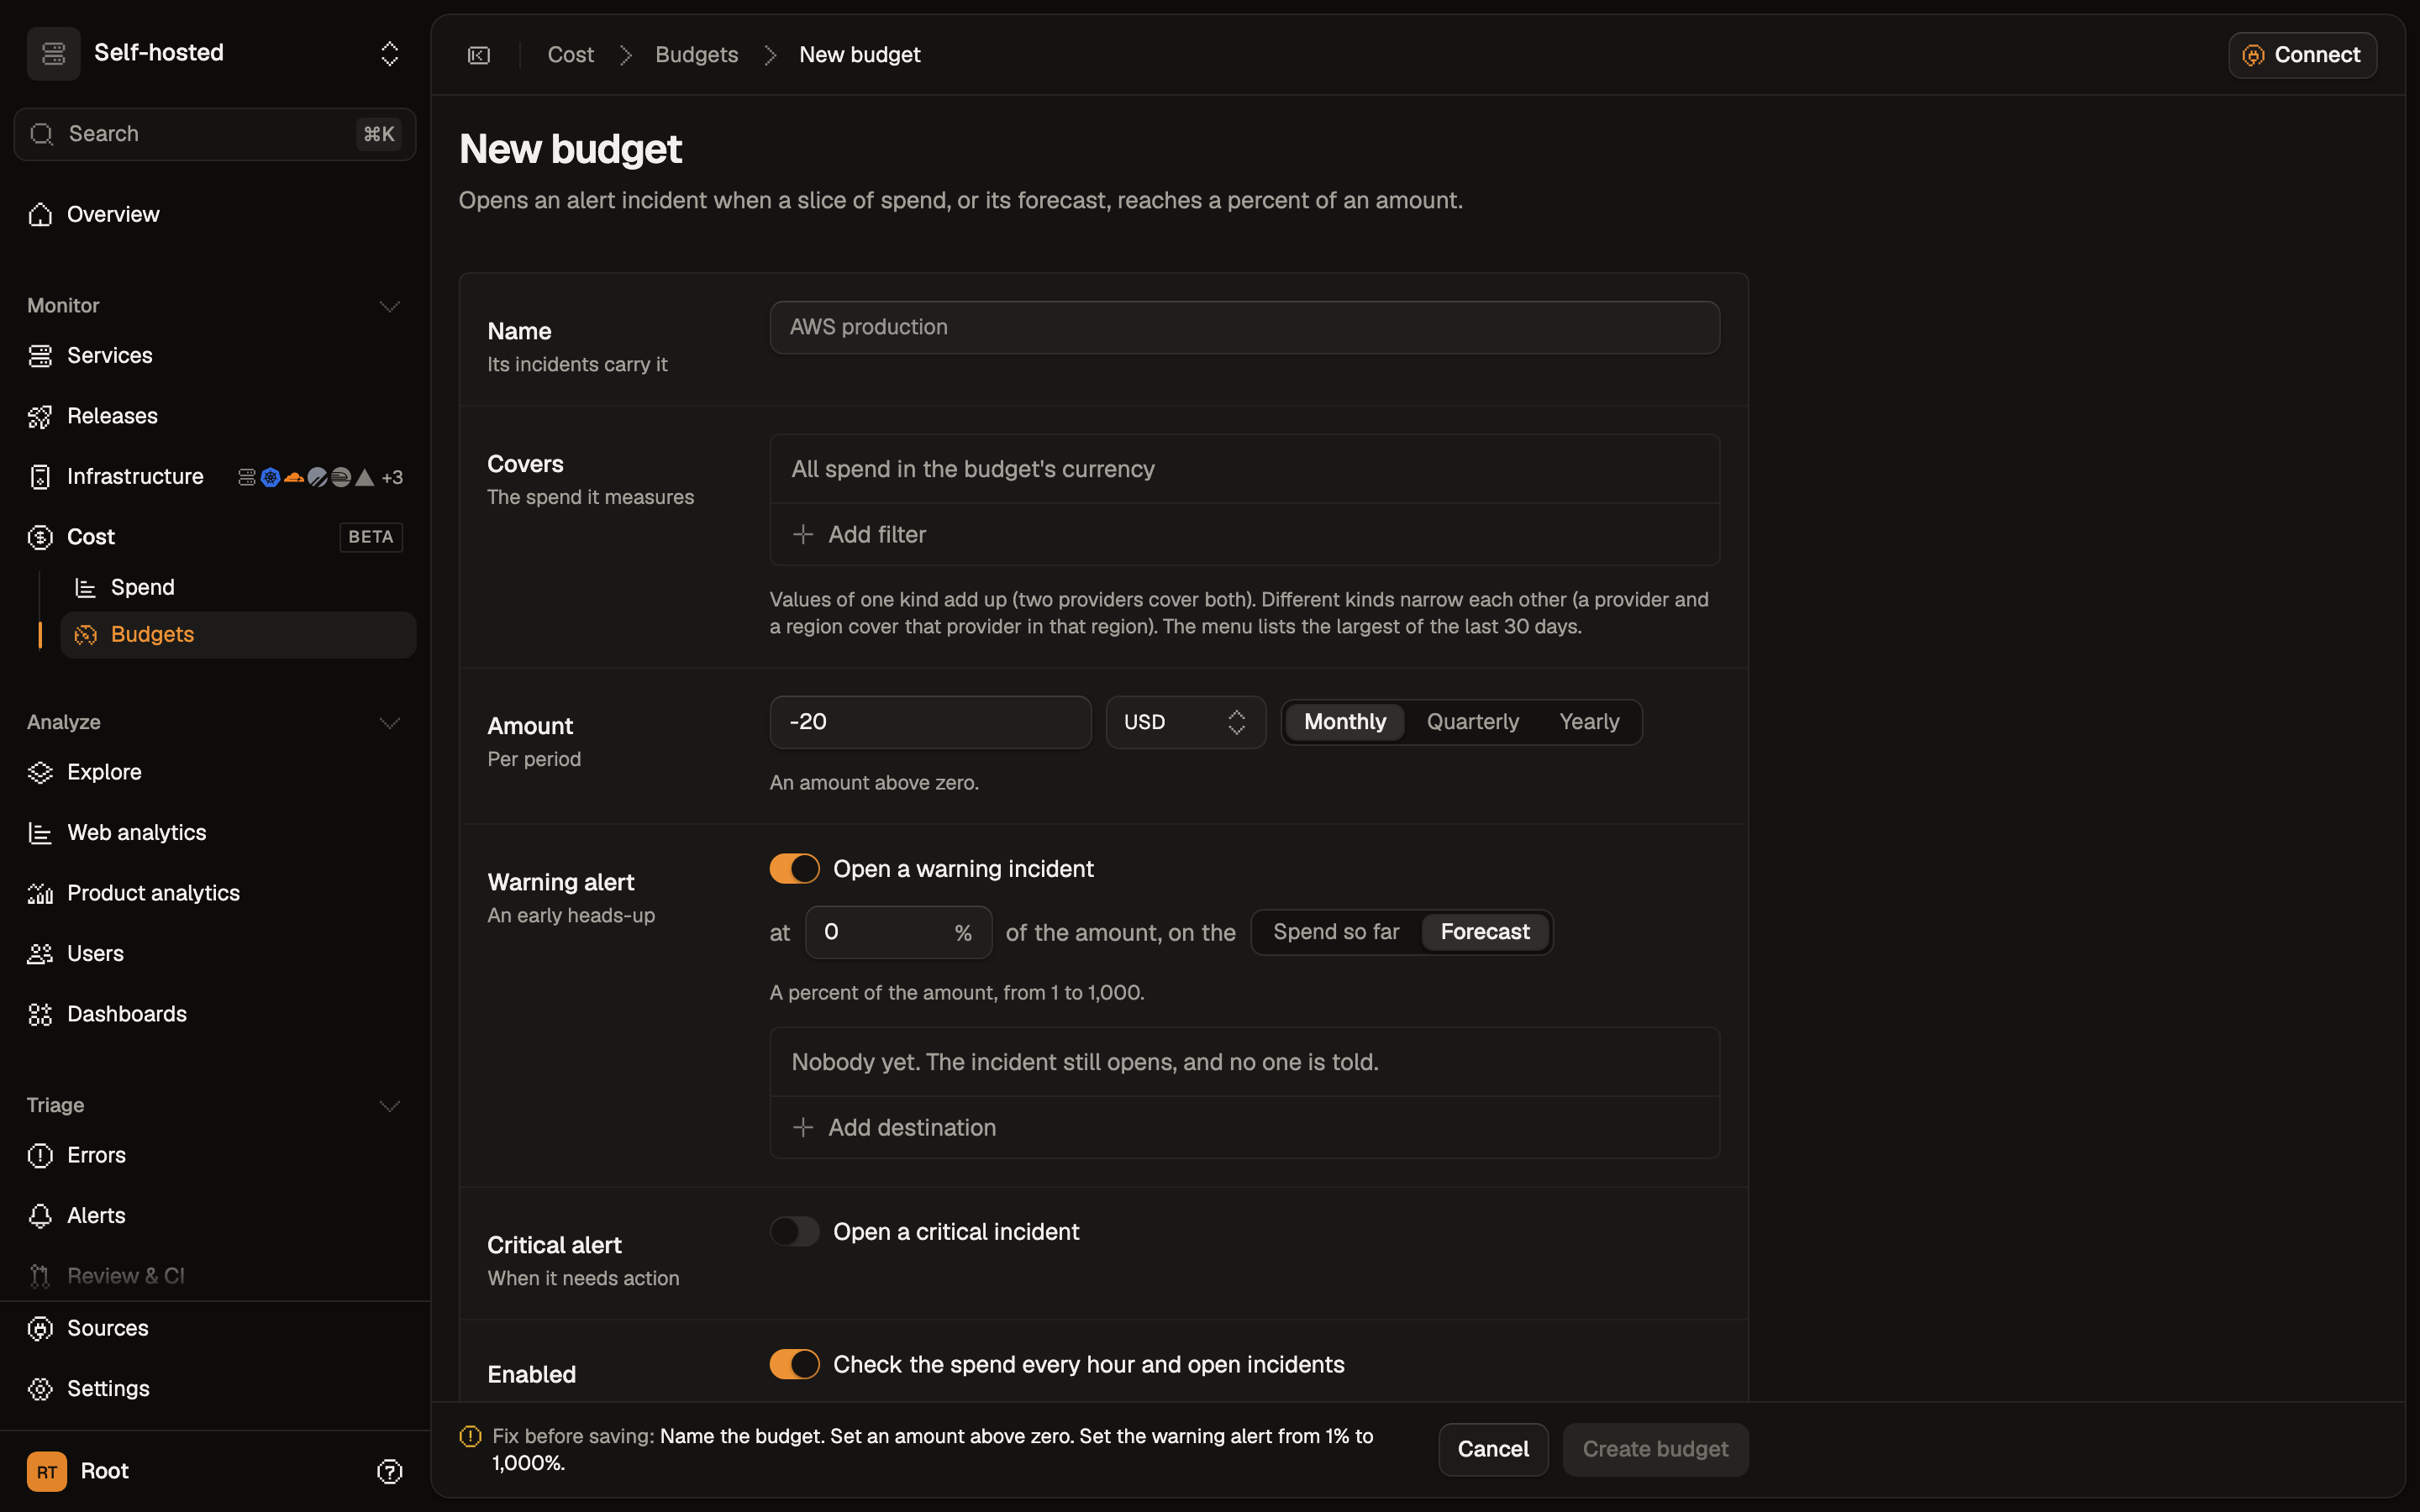 Self-hosted
Search ⌘K
Overview
Monitor
Services
Releases
Infrastructure +3
Cost BETA
Spend
Budgets
Analyze
Explore
Web analytics
Product analytics
Users
Dashboards
Triage
Errors
Alerts
Review & CI
Sources
Settings
RT Root
Cost Budgets New budget
Connect
New budget
Opens an alert incident when a slice of spend, or its forecast, reaches a percent of an amount.
Name
Its incidents carry it
AWS production
Covers
The spend it measures
All spend in the budget's currency
Add filter
Values of one kind add up (two providers cover both). Different kinds narrow each other (a provider and
a region cover that provider in that region). The menu lists the largest of the last 30 days.
Amount
Per period
-20 USD Monthly Quarterly Yearly
An amount above zero.
Warning alert
An early heads-up
Open a warning incident
at 0 % of the amount, on the Spend so far Forecast
A percent of the amount, from 1 to 1,000.
Nobody yet. The incident still opens, and no one is told.
Add destination
Critical alert
When it needs action
Open a critical incident
Enabled
Check the spend every hour and open incidents
Fix before saving: Name the budget. Set an amount above zero. Set the warning alert from 1% to
1,000%.
Cancel Create budget